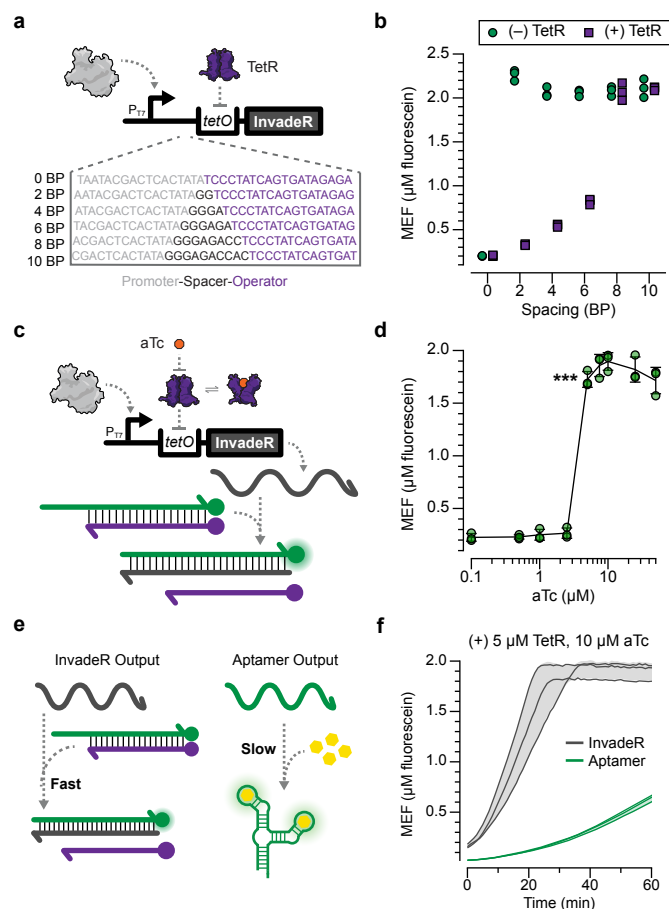 a
TetR
P T7
tetO
InvadeR
0 BP TAATACGACTCACTATATCCCTATCAGTGATAGAGA
2 BP AATACGACTCACTATAGGTCCCTATCAGTGATAGAG
4 BP ATACGACTCACTATAGGGATCCCTATCAGTGATAGA
6 BP TACGACTCACTATAGGGAGATCCCTATCAGTGATAG
8 BP ACGACTCACTATAGGGAGACCTCCCTATCAGTGATA
10 BP CGACTCACTATAGGGAGACCACTCCCTATCAGTGAT
Promoter-Spacer-Operator
b
(–) TetR (+) TetR
MEF (µM fluorescein)
2.5
2.0
1.5
1.0
0.5
0 2 4 6 8 10
Spacing (BP)
c
aTc
P T7
tetO
InvadeR
d
MEF (µM fluorescein)
2.0
1.5
1.0
0.5
***
0.1 1 10
aTc (µM)
e
InvadeR Output Aptamer Output
Fast
Slow
f
(+) 5 µM TetR, 10 µM aTc
MEF (µM fluorescein)
2.0
1.5
1.0
0.5
InvadeR
Aptamer
0 20 40 60
Time (min)